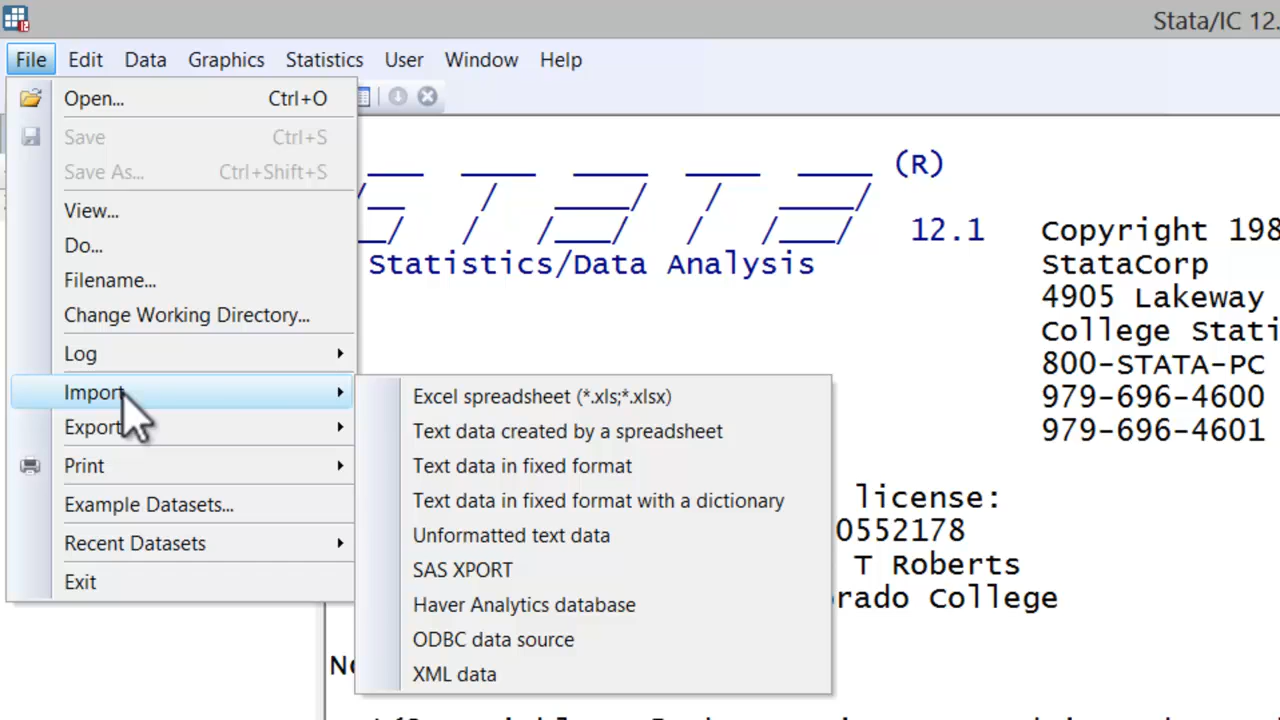 Stata/IC 12.
File Edit Data Graphics Statistics User Window Help
Open... Ctrl+O
Save Ctrl+S
Save As... Ctrl+Shift+S
View...
Do...
Filename...
Change Working Directory...
Log
Import
Export
Print
Example Datasets...
Recent Datasets
Exit
Excel spreadsheet (*.xls;*.xlsx)
Text data created by a spreadsheet
Text data in fixed format
Text data in fixed format with a dictionary
Unformatted text data
SAS XPORT
Haver Analytics database
ODBC data source
XML data
(R)
12.1 Copyright 198
Statistics/Data Analysis StataCorp
4905 Lakeway
College Stati
800-STATA-PC
979-696-4600
979-696-4601
license:
0552178
T Roberts
rado College